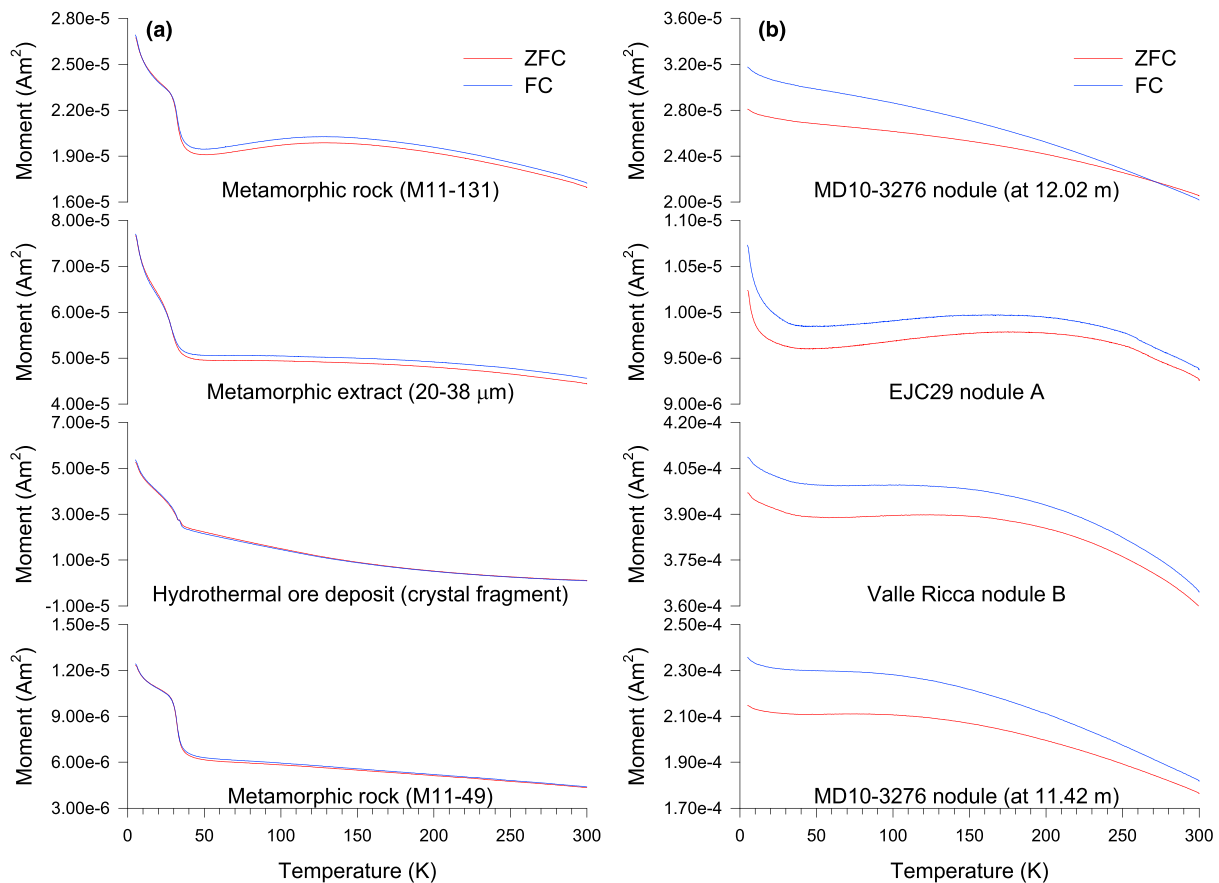 (a)
ZFC
FC
2.80e-5
2.50e-5
2.20e-5
1.90e-5
1.60e-5
Moment (Am²)
Metamorphic rock (M11-131)
8.00e-5
7.00e-5
6.00e-5
5.00e-5
4.00e-5
Moment (Am²)
Metamorphic extract (20-38 μm)
7.00e-5
5.00e-5
3.00e-5
1.00e-5
-1.00e-5
Moment (Am²)
Hydrothermal ore deposit (crystal fragment)
1.50e-5
1.20e-5
9.00e-6
6.00e-6
3.00e-6
Moment (Am²)
Metamorphic rock (M11-49)
0 50 100 150 200 250 300
Temperature (K)
(b)
ZFC
FC
3.60e-5
3.20e-5
2.80e-5
2.40e-5
2.00e-5
Moment (Am²)
MD10-3276 nodule (at 12.02 m)
1.10e-5
1.05e-5
1.00e-5
9.50e-6
9.00e-6
Moment (Am²)
EJC29 nodule A
4.20e-4
4.05e-4
3.90e-4
3.75e-4
3.60e-4
Moment (Am²)
Valle Ricca nodule B
2.50e-4
2.30e-4
2.10e-4
1.90e-4
1.70e-4
Moment (Am²)
MD10-3276 nodule (at 11.42 m)
0 50 100 150 200 250 300
Temperature (K)